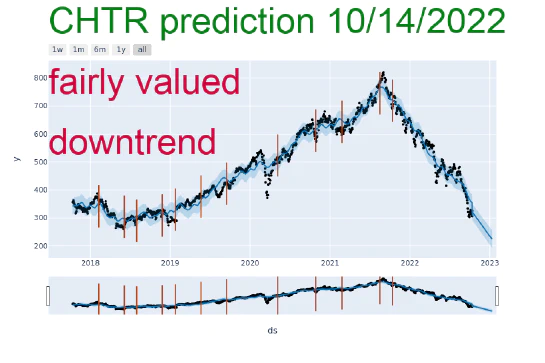 CHTR prediction 10/14/2022
1w 1m 6m 1y all
fairly valued
downtrend
800
700
600
500
400
300
200
y
2018 2019 2020 2021 2022 2023
ds